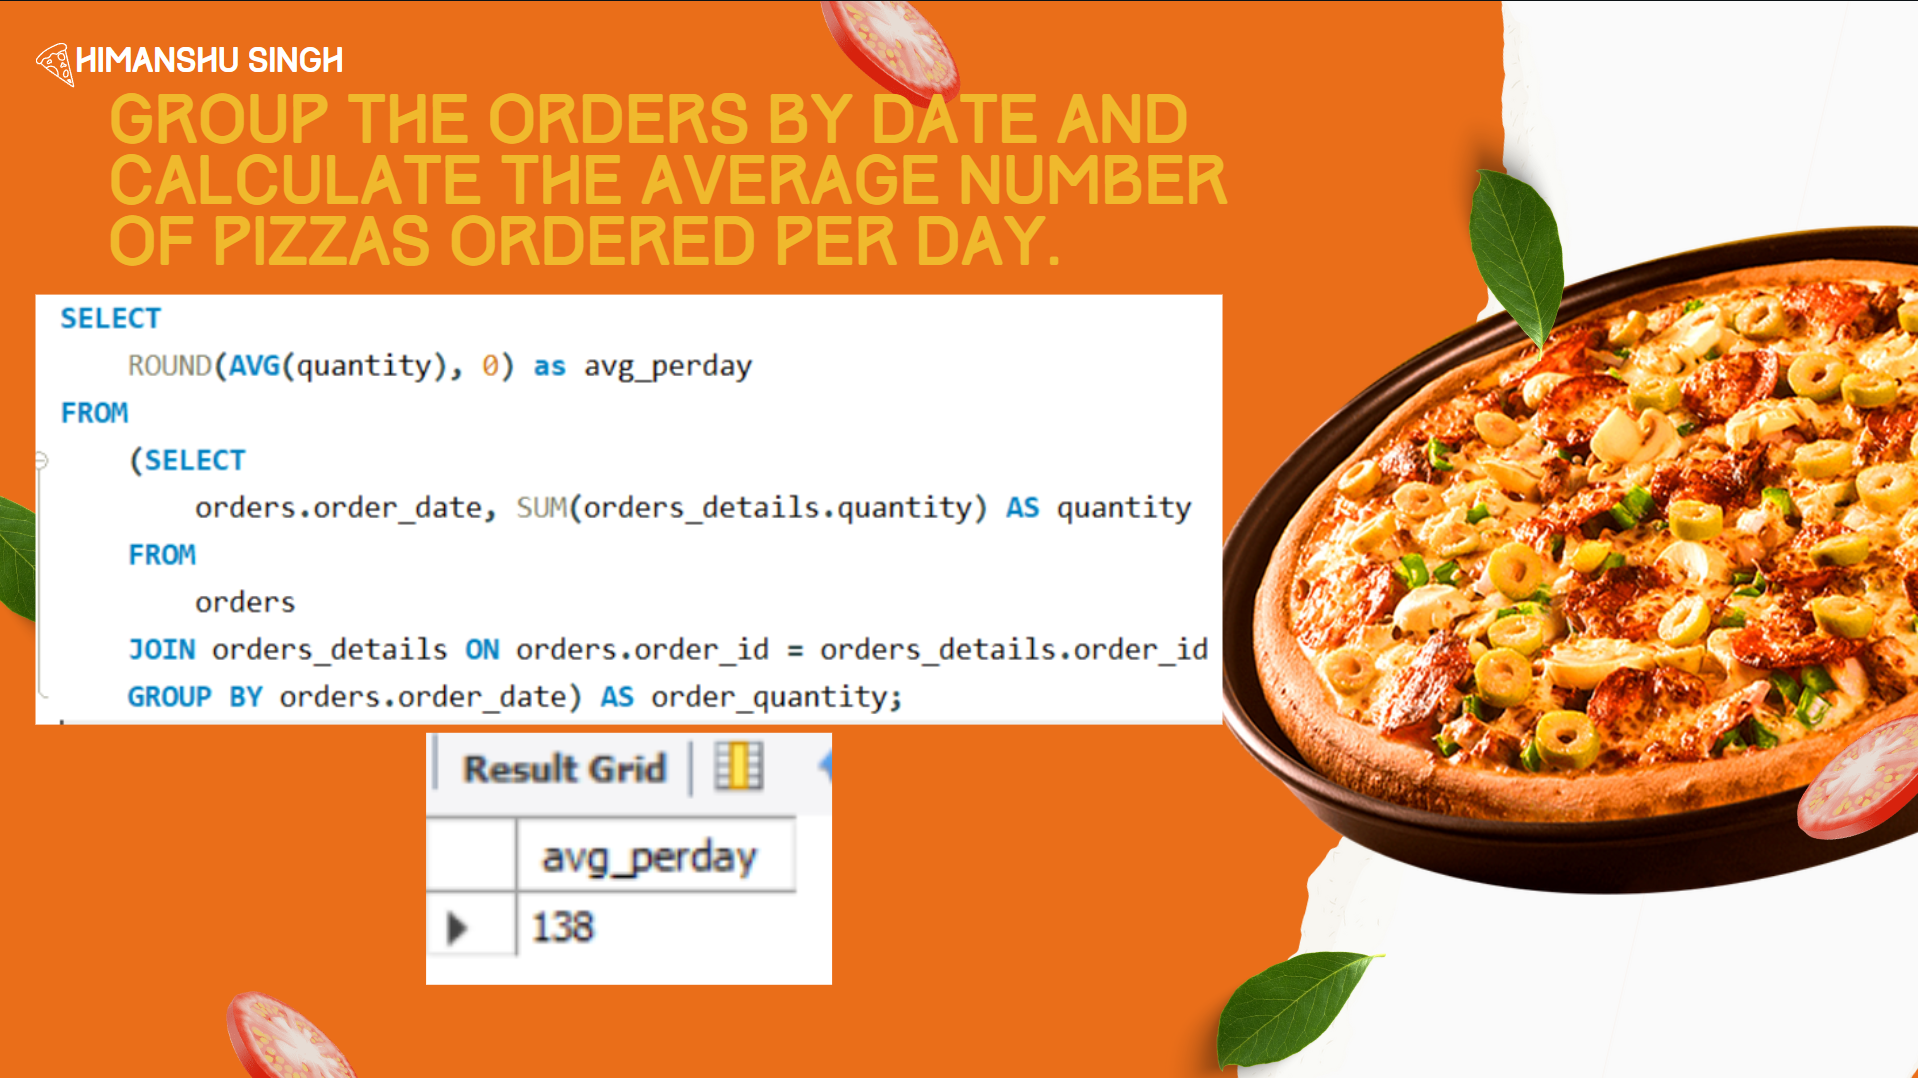 HIMANSHU SINGH
GROUP THE ORDERS BY DATE AND
CALCULATE THE AVERAGE NUMBER
OF PIZZAS ORDERED PER DAY.
SELECT
ROUND(AVG(quantity), 0) as avg_perday
FROM
(SELECT
orders.order_date, SUM(orders_details.quantity) AS quantity
FROM
orders
JOIN orders_details ON orders.order_id = orders_details.order_id
GROUP BY orders.order_date) AS order_quantity;
Result Grid
avg_perday
138